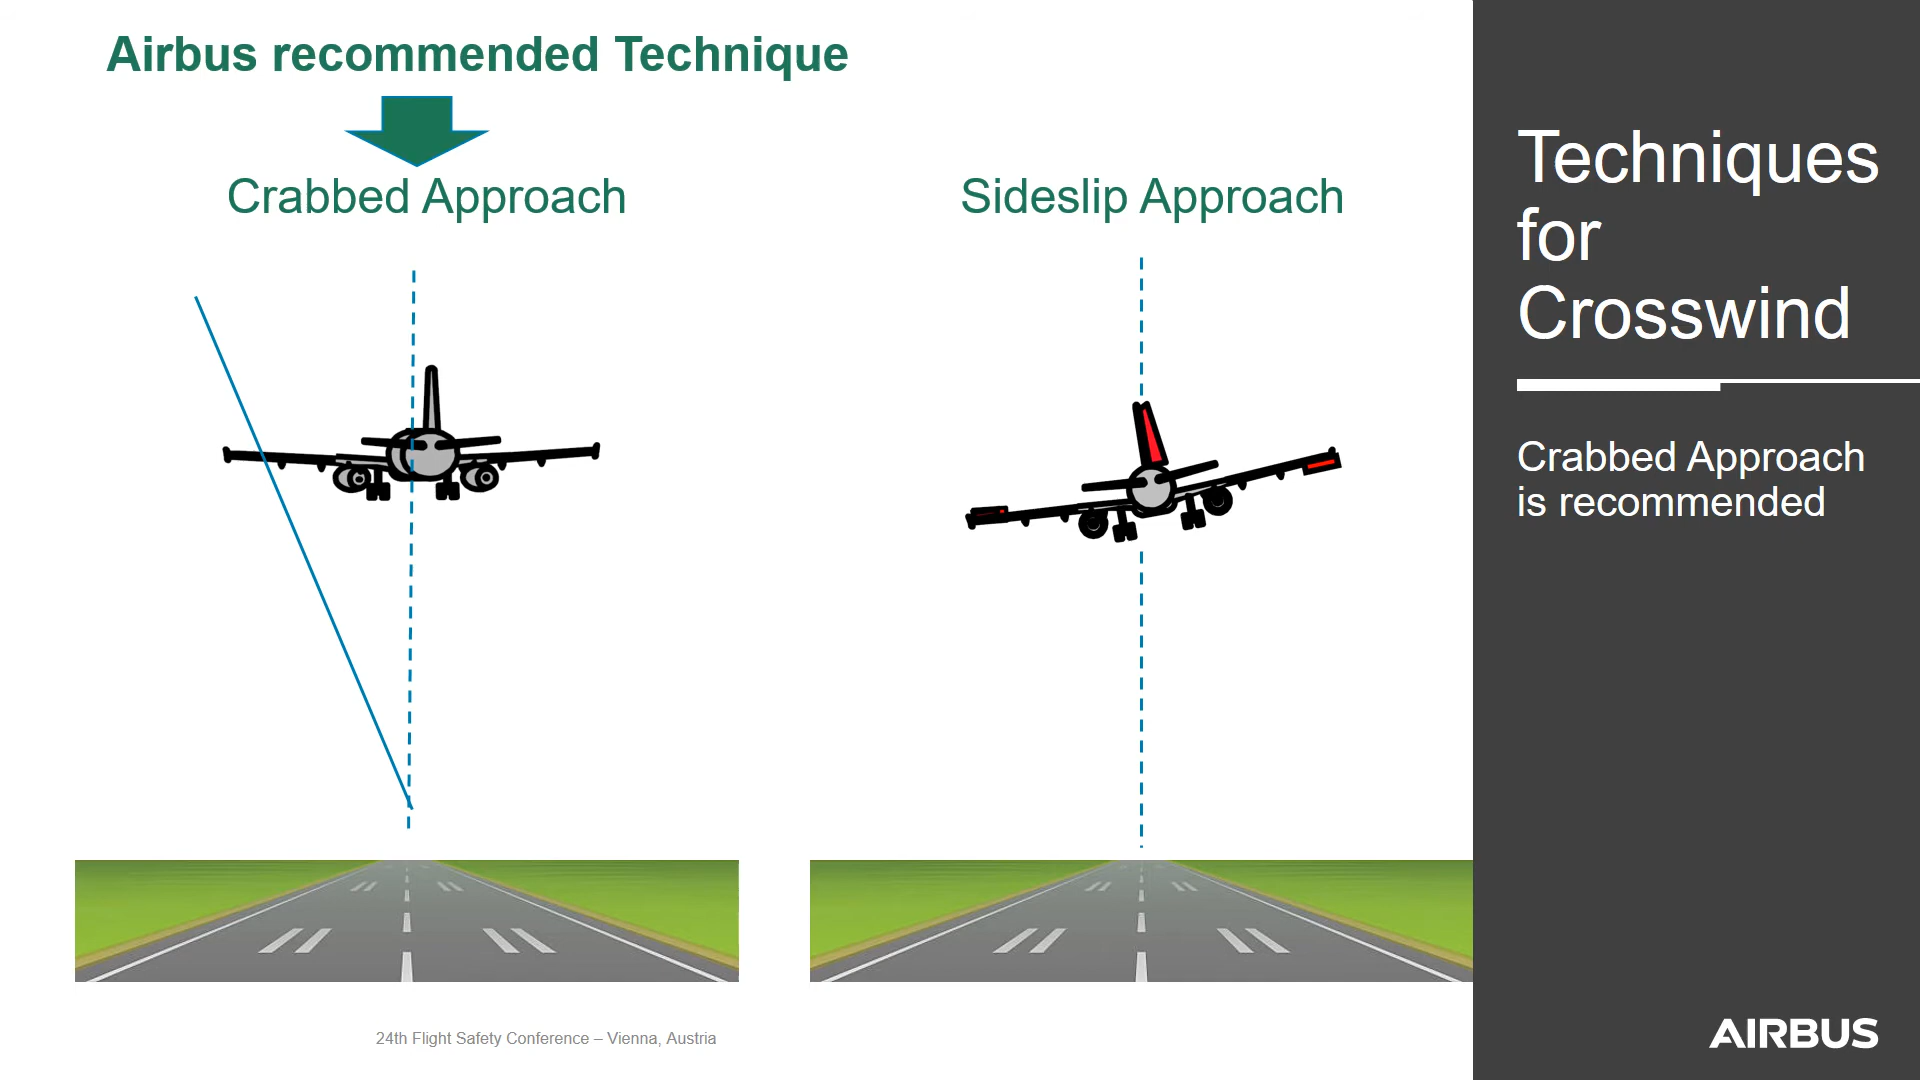 Airbus recommended Technique
Crabbed Approach
Sideslip Approach
Techniques
for
Crosswind
Crabbed Approach
is recommended
24th Flight Safety Conference – Vienna, Austria
AIRBUS